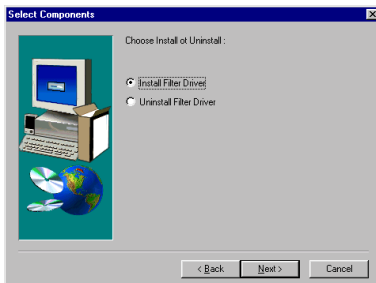 Select Components
Choose Install ot Uninstall :
Install Filter Driver
Uninstall Filter Driver
< Back
Next >
Cancel